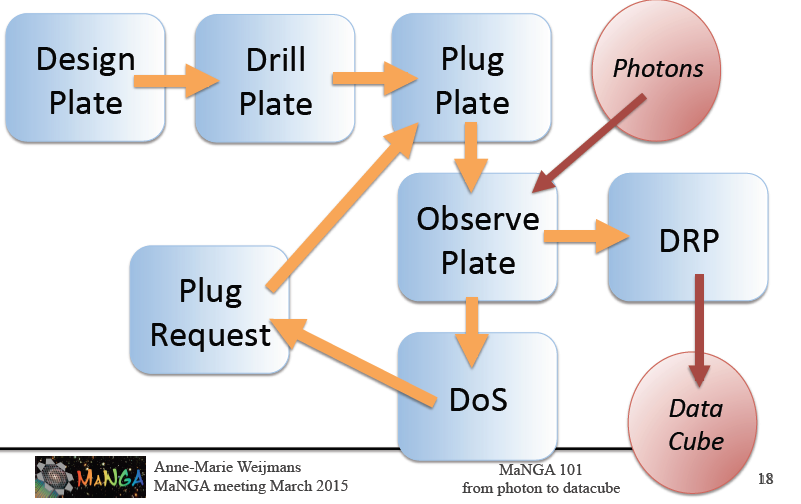 Design
Plate
Drill
Plate
Plug
Plate
Photons
Observe
Plate
DRP
Plug
Request
DoS
Data
Cube
MaNGA
Anne-Marie Weijmans
MaNGA meeting March 2015
MaNGA 101
from photon to datacube
18